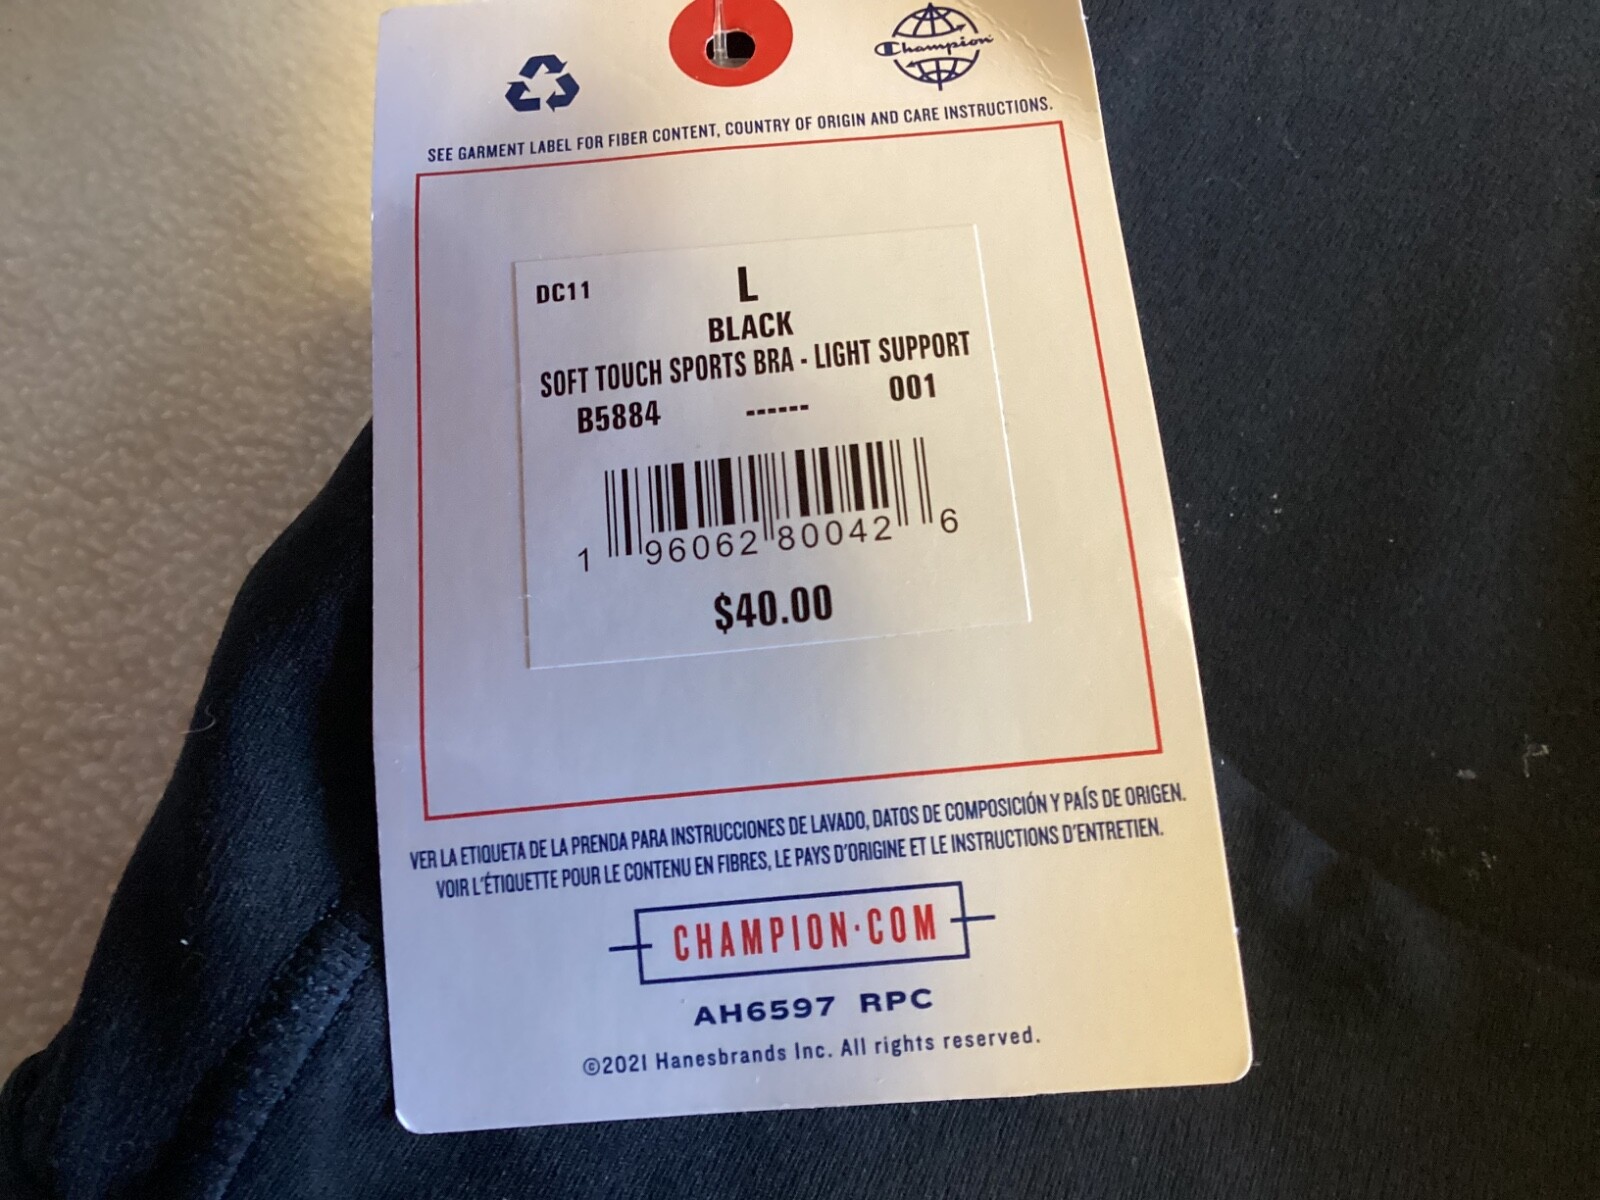 Champion
SEE GARMENT LABEL FOR FIBER CONTENT, COUNTRY OF ORIGIN AND CARE INSTRUCTIONS.
DC11
L
BLACK
SOFT TOUCH SPORTS BRA - LIGHT SUPPORT
B5884 ------ 001
1 96062 80042 6
$40.00
VER LA ETIQUETA DE LA PRENDA PARA INSTRUCCIONES DE LAVADO, DATOS DE COMPOSICIÓN Y PAÍS DE ORIGEN.
VOIR L'ÉTIQUETTE POUR LE CONTENU EN FIBRES, LE PAYS D'ORIGINE ET LE INSTRUCTIONS D'ENTRETIEN.
CHAMPION·COM
AH6597 RPC
©2021 Hanesbrands Inc. All rights reserved.